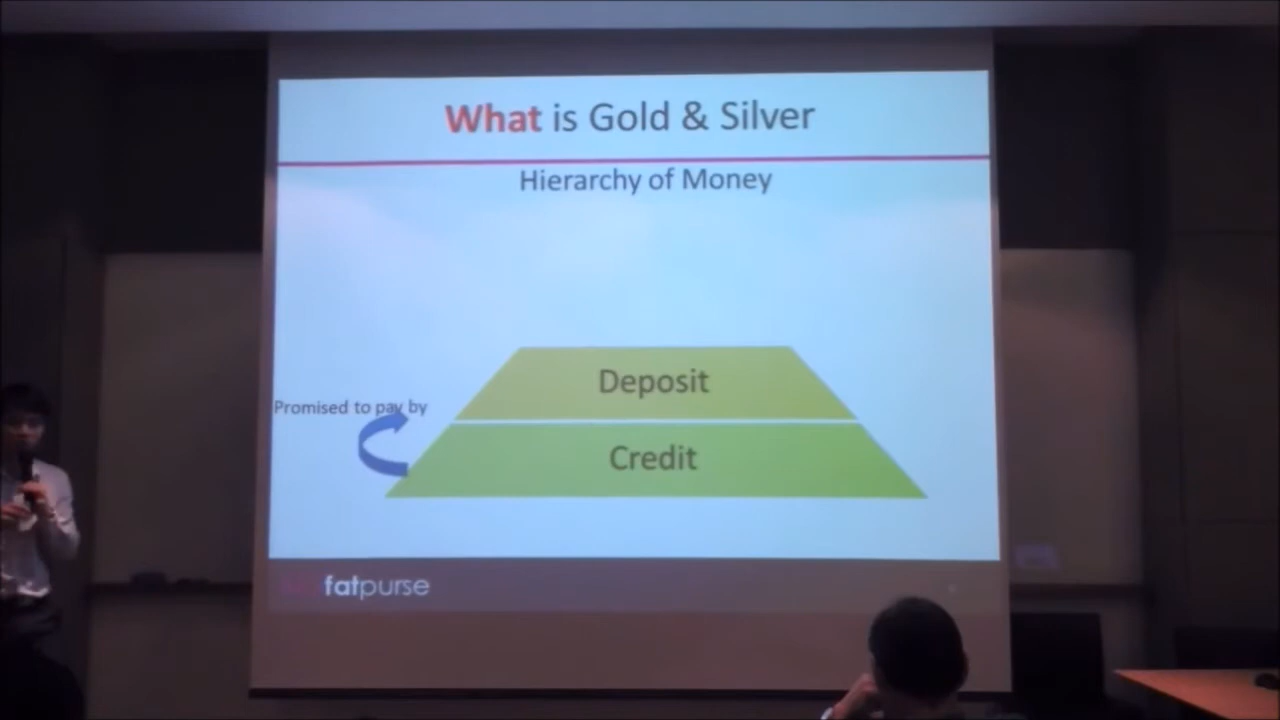 What is Gold & Silver
Hierarchy of Money
Deposit
Promised to pay by
Credit
fatpurse